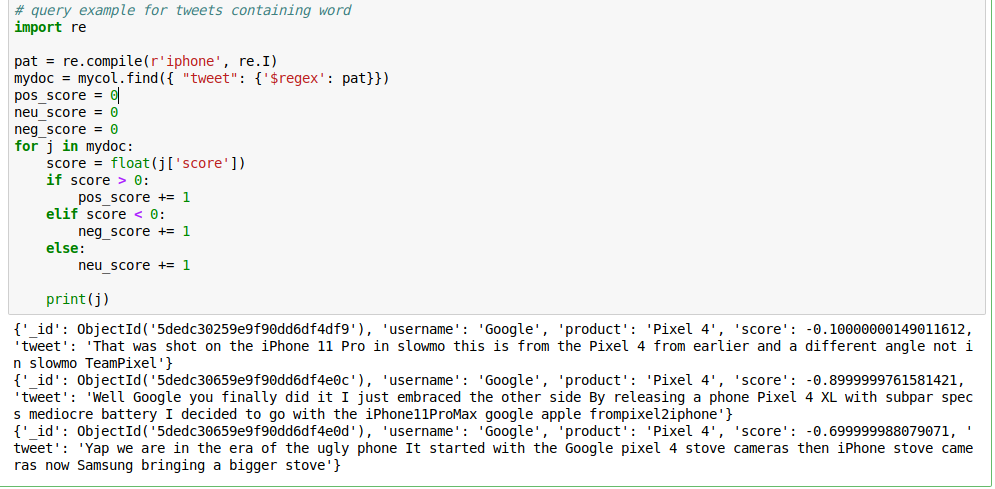 # query example for tweets containing word
import re
pat = re.compile(r'iphone', re.I)
mydoc = mycol.find({ "tweet": {'$regex': pat}})
pos_score = 0
neu_score = 0
neg_score = 0
for j in mydoc:
    score = float(j['score'])
    if score > 0:
        pos_score += 1
    elif score < 0:
        neg_score += 1
    else:
        neu_score += 1
    print(j)
{'_id': ObjectId('5dedc30259e9f90dd6df4df9'), 'username': 'Google', 'product': 'Pixel 4', 'score': -0.10000000149011612,
'tweet': 'That was shot on the iPhone 11 Pro in slowmo this is from the Pixel 4 from earlier and a different angle not i
n slowmo TeamPixel'}
{'_id': ObjectId('5dedc30659e9f90dd6df4e0c'), 'username': 'Google', 'product': 'Pixel 4', 'score': -0.8999999761581421,
'tweet': 'Well Google you finally did it I just embraced the other side By releasing a phone Pixel 4 XL with subpar spec
s mediocre battery I decided to go with the iPhone11ProMax google apple frompixel2iphone'}
{'_id': ObjectId('5dedc30659e9f90dd6df4e0d'), 'username': 'Google', 'product': 'Pixel 4', 'score': -0.699999988079071, '
tweet': 'Yap we are in the era of the ugly phone It started with the Google pixel 4 stove cameras then iPhone stove came
ras now Samsung bringing a bigger stove'}